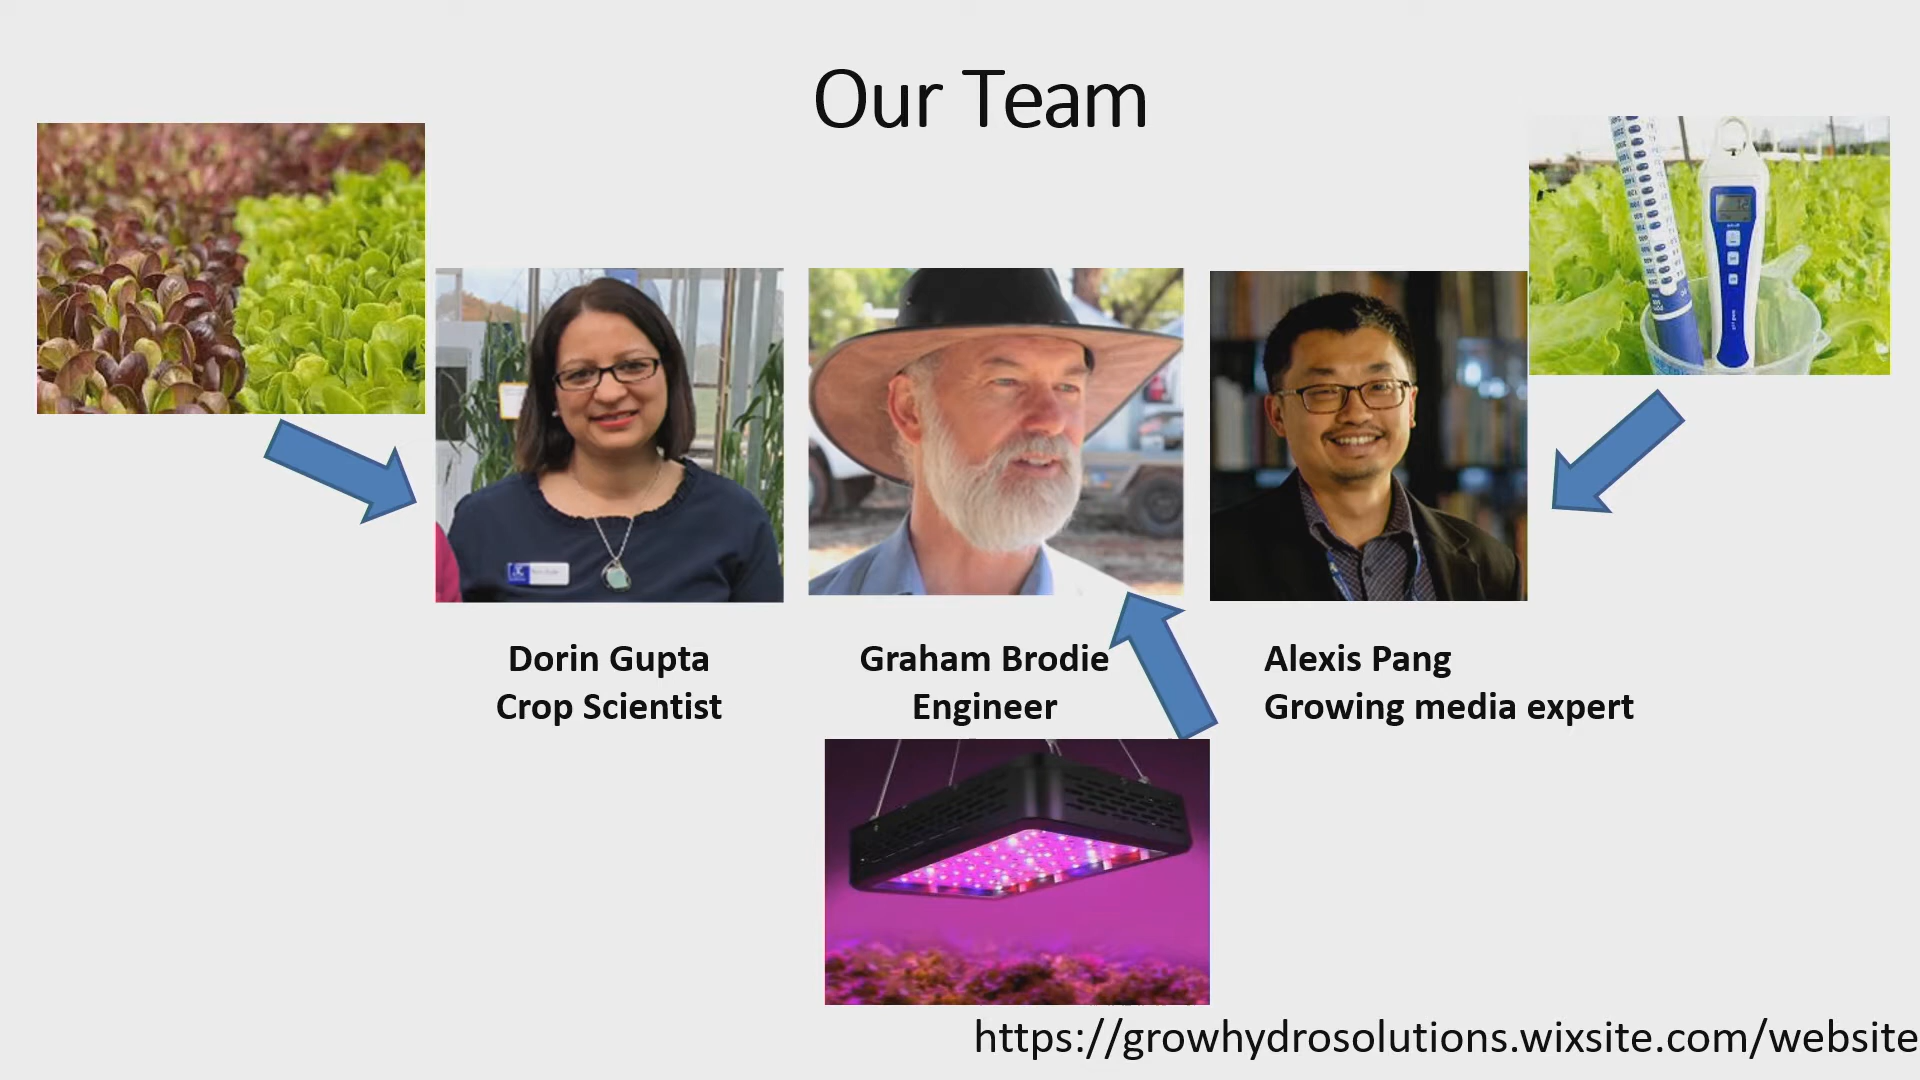 Our Team
Dorin Gupta
Crop Scientist
Graham Brodie
Engineer
Alexis Pang
Growing media expert
https://growhydrosolutions.wixsite.com/website